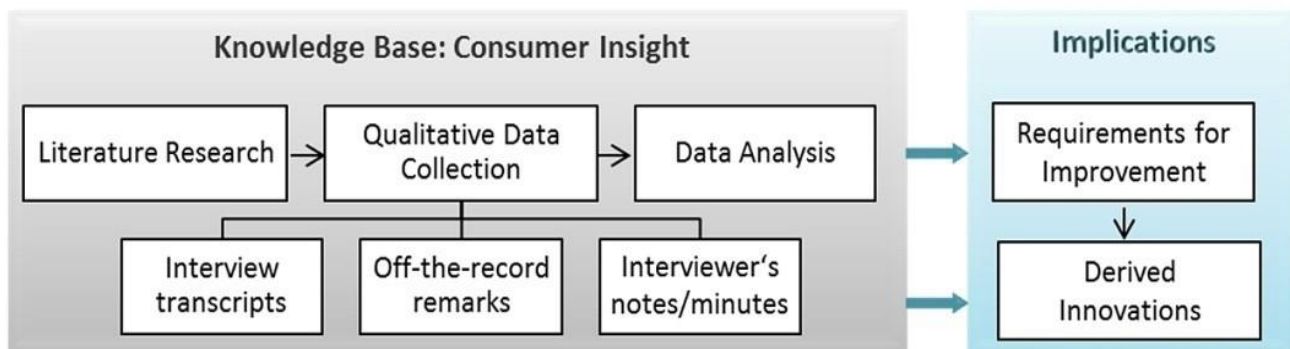 Knowledge Base: Consumer Insight
Literature Research
Qualitative Data
Collection
Data Analysis
Interview
transcripts
Off-the-record
remarks
Interviewer‘s
notes/minutes
Implications
Requirements for
Improvement
Derived
Innovations